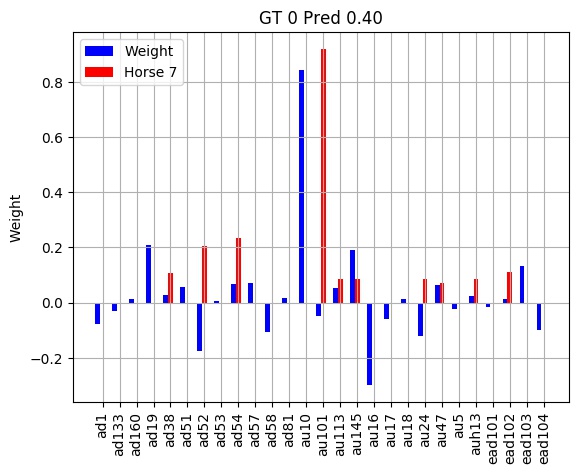 GT 0 Pred 0.40
Weight
Horse 7
Weight
0.8
0.6
0.4
0.2
0.0
−0.2
ad1
ad133
ad160
ad19
ad38
ad51
ad52
ad53
ad54
ad57
ad58
ad81
au10
au101
au113
au145
au16
au17
au18
au24
au47
au5
auh13
ead101
ead102
ead103
ead104